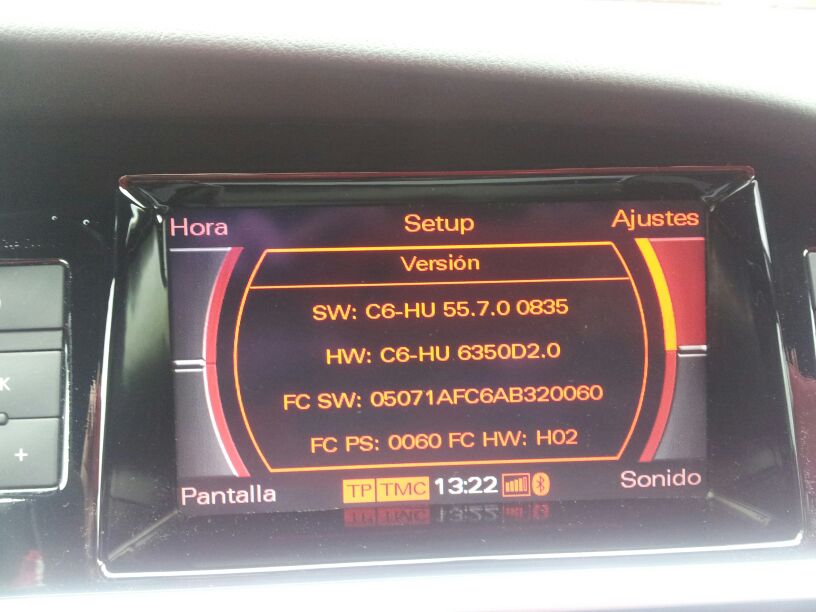 Hora Setup Ajustes
Versión
SW: C6-HU 55.7.0 0835
HW: C6-HU 6350D2.0
FC SW: 05071AFC6AB320060
FC PS: 0060 FC HW: H02
Pantalla TP TMC 13:22 Sonido
K
+